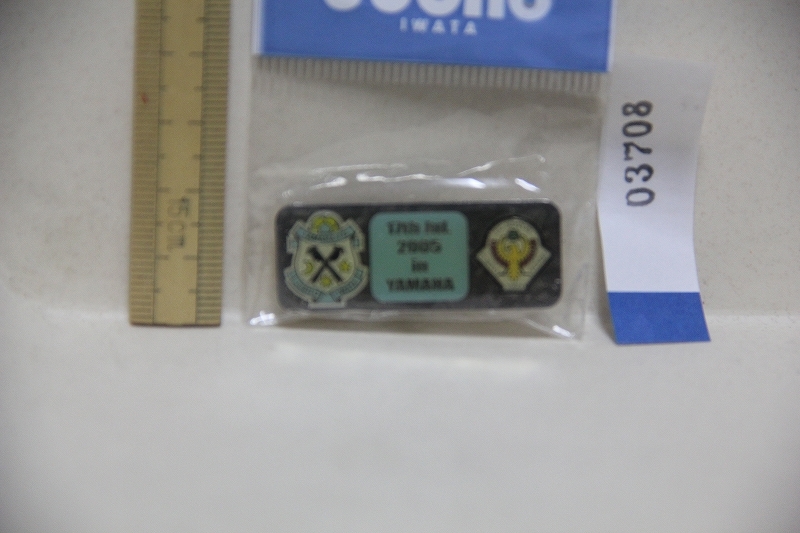 IWATA
03708
17th Jul.
2005
in
YAMAHA
5cm